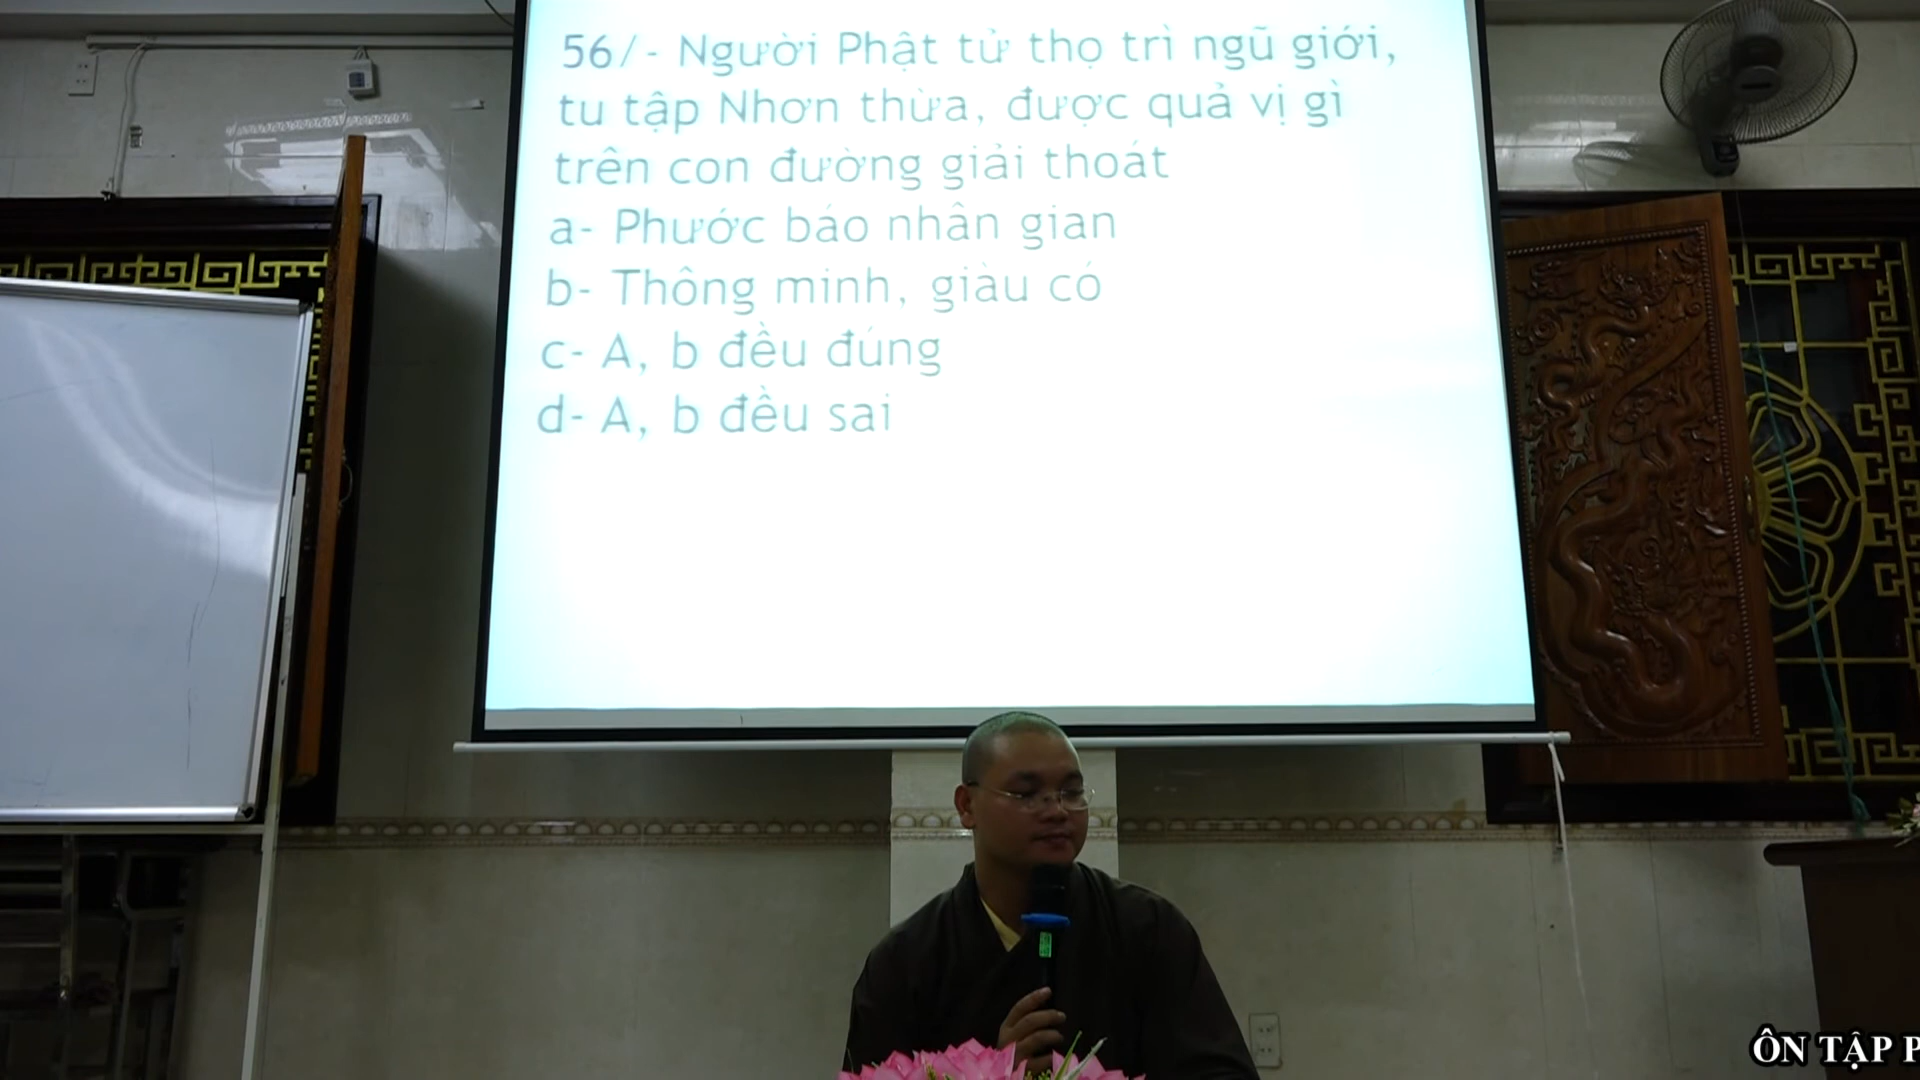 56/- Người Phật tử thọ trì ngũ giới,
tu tập Nhơn thừa, được quả vị gì
trên con đường giải thoát
a- Phước báo nhân gian
b- Thông minh, giàu có
c- A, b đều đúng
d- A, b đều sai
ÔN TẬP P